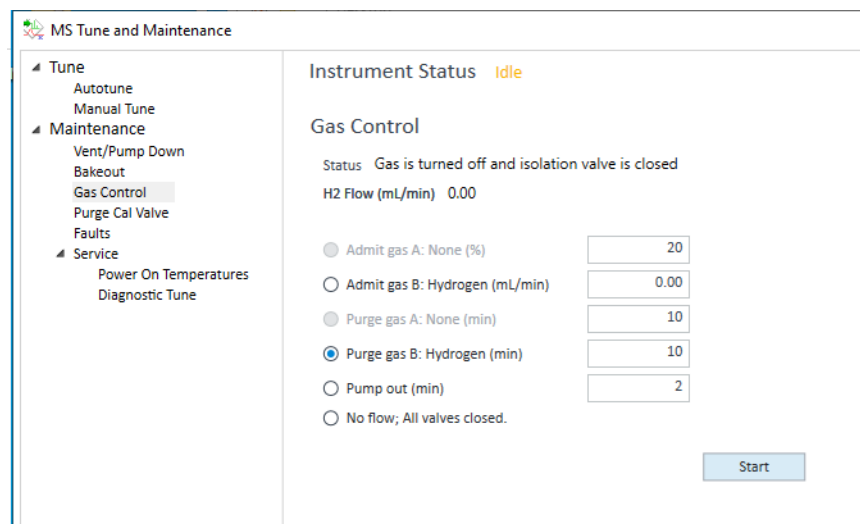 MS Tune and Maintenance
Tune
Autotune
Manual Tune
Maintenance
Vent/Pump Down
Bakeout
Gas Control
Purge Cal Valve
Faults
Service
Power On Temperatures
Diagnostic Tune
Instrument Status Idle
Gas Control
Status Gas is turned off and isolation valve is closed
H2 Flow (mL/min) 0.00
Admit gas A: None (%) 20
Admit gas B: Hydrogen (mL/min) 0.00
Purge gas A: None (min) 10
Purge gas B: Hydrogen (min) 10
Pump out (min) 2
No flow; All valves closed.
Start